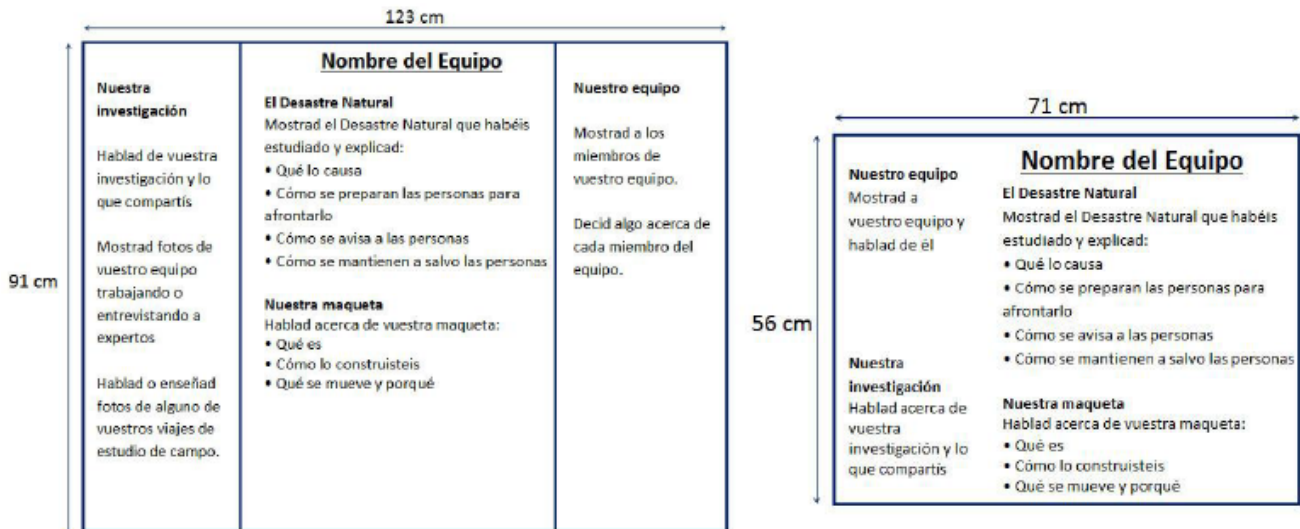 123 cm
91 cm
Nuestra
investigación
Hablad de vuestra
investigación y lo
que compartís
Mostrad fotos de
vuestro equipo
trabajando o
entrevistando a
expertos
Hablad o enseñad
fotos de alguno de
vuestros viajes de
estudio de campo.
Nombre del Equipo
El Desastre Natural
Mostrad el Desastre Natural que habéis
estudiado y explicad:
• Qué lo causa
• Cómo se preparan las personas para
afrontarlo
• Cómo se avisa a las personas
• Cómo se mantienen a salvo las personas
Nuestra maqueta
Hablad acerca de vuestra maqueta:
• Qué es
• Cómo lo construisteis
• Qué se mueve y porqué
Nuestro equipo
Mostrad a los
miembros de
vuestro equipo.
Decid algo acerca de
cada miembro del
equipo.
71 cm
56 cm
Nuestro equipo
Mostrad a
vuestro equipo y
hablad de él
Nuestra
investigación
Hablad acerca de
vuestra
investigación y lo
que compartís
Nombre del Equipo
El Desastre Natural
Mostrad el Desastre Natural que habéis
estudiado y explicad:
• Qué lo causa
• Cómo se preparan las personas para
afrontarlo
• Cómo se avisa a las personas
• Cómo se mantienen a salvo las personas
Nuestra maqueta
Hablad acerca de vuestra maqueta:
• Qué es
• Cómo lo construisteis
• Qué se mueve y porqué